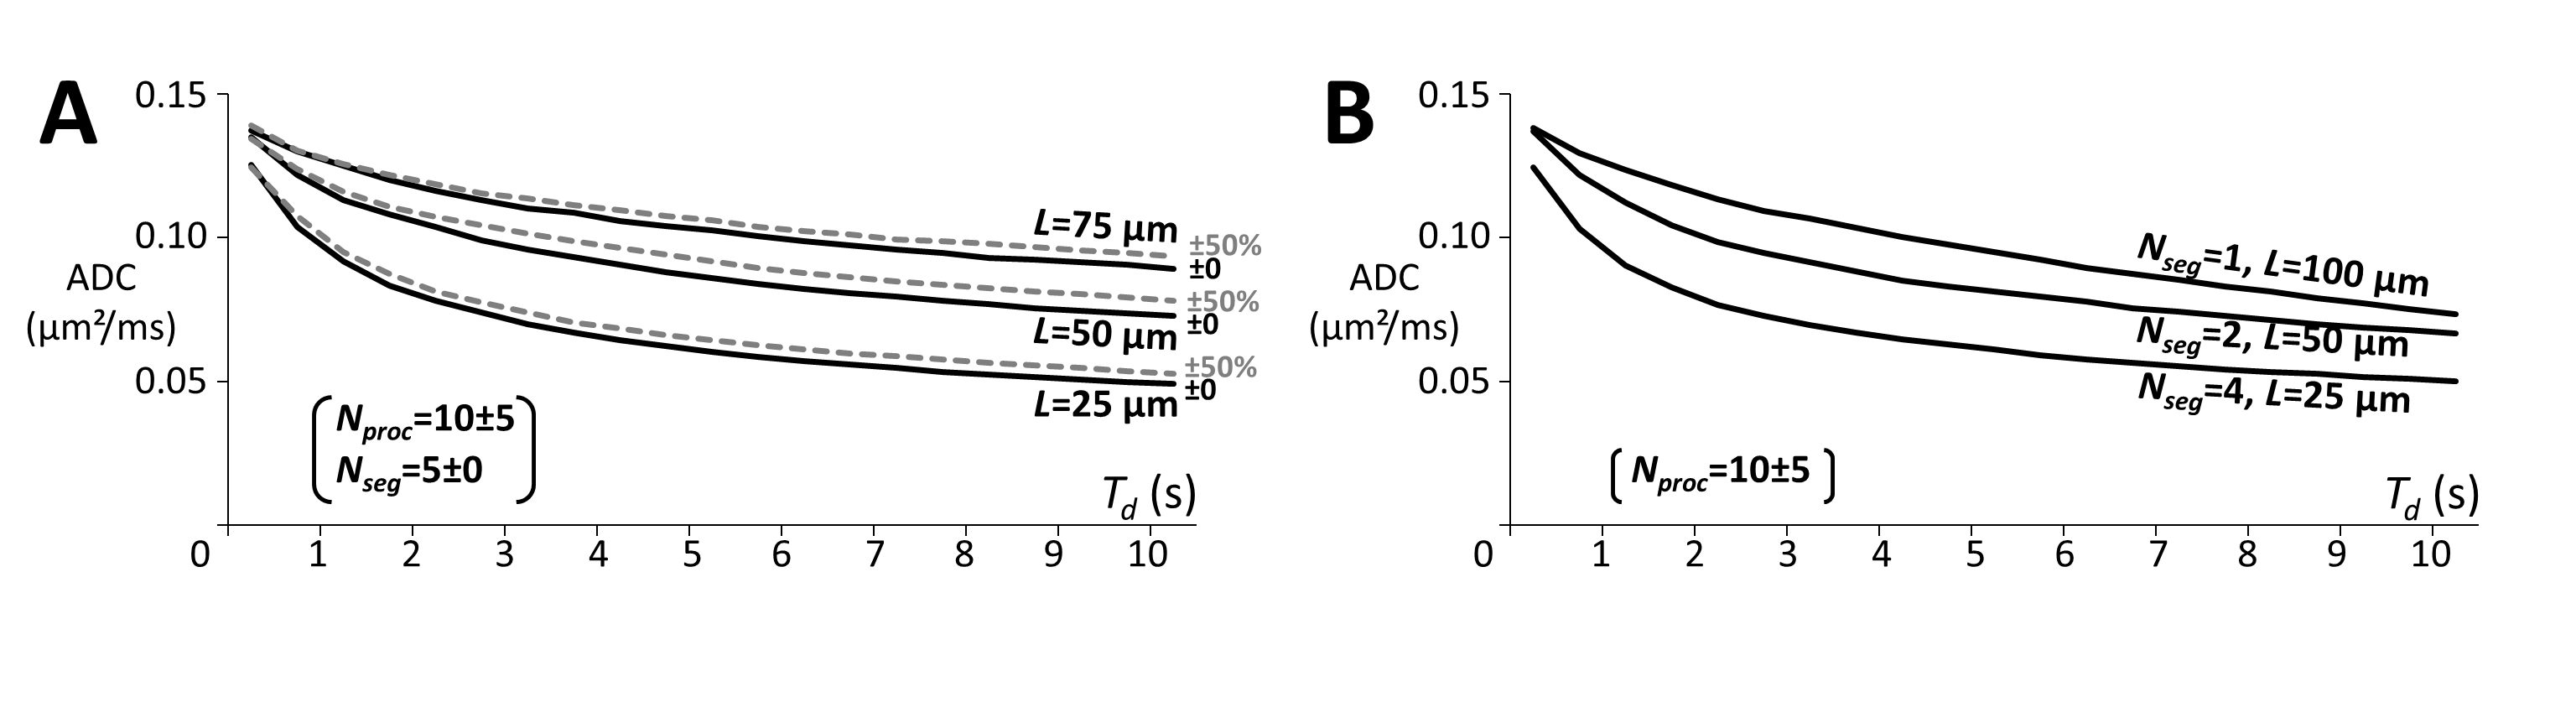 A
0.15
0.10
0.05
0
ADC
(µm²/ms)
L=75 µm
±50%
±0
±50%
±0
L=50 µm
±50%
±0
L=25 µm
Nproc=10±5
Nseg=5±0
Td (s)
1 2 3 4 5 6 7 8 9 10
B
0.15
0.10
0.05
0
ADC
(µm²/ms)
Nseg=1, L=100 µm
Nseg=2, L=50 µm
Nseg=4, L=25 µm
Nproc=10±5
Td (s)
1 2 3 4 5 6 7 8 9 10